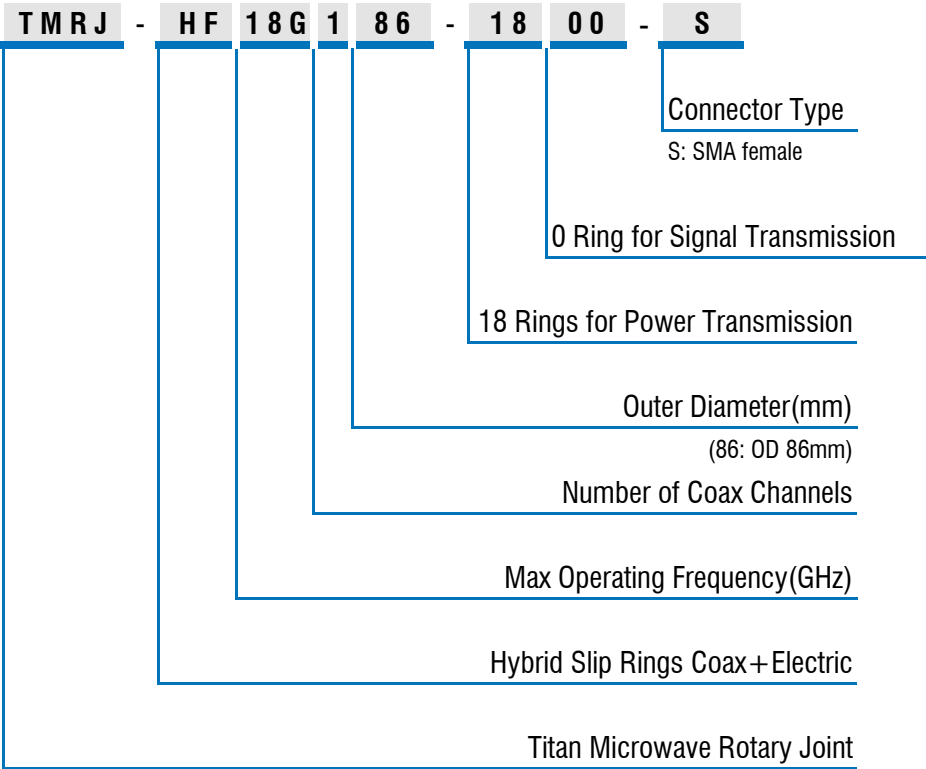 TMRJ - HF 18G 1 86 - 18 00 - S
Connector Type
S: SMA female
0 Ring for Signal Transmission
18 Rings for Power Transmission
Outer Diameter(mm)
(86: OD 86mm)
Number of Coax Channels
Max Operating Frequency(GHz)
Hybrid Slip Rings Coax+Electric
Titan Microwave Rotary Joint